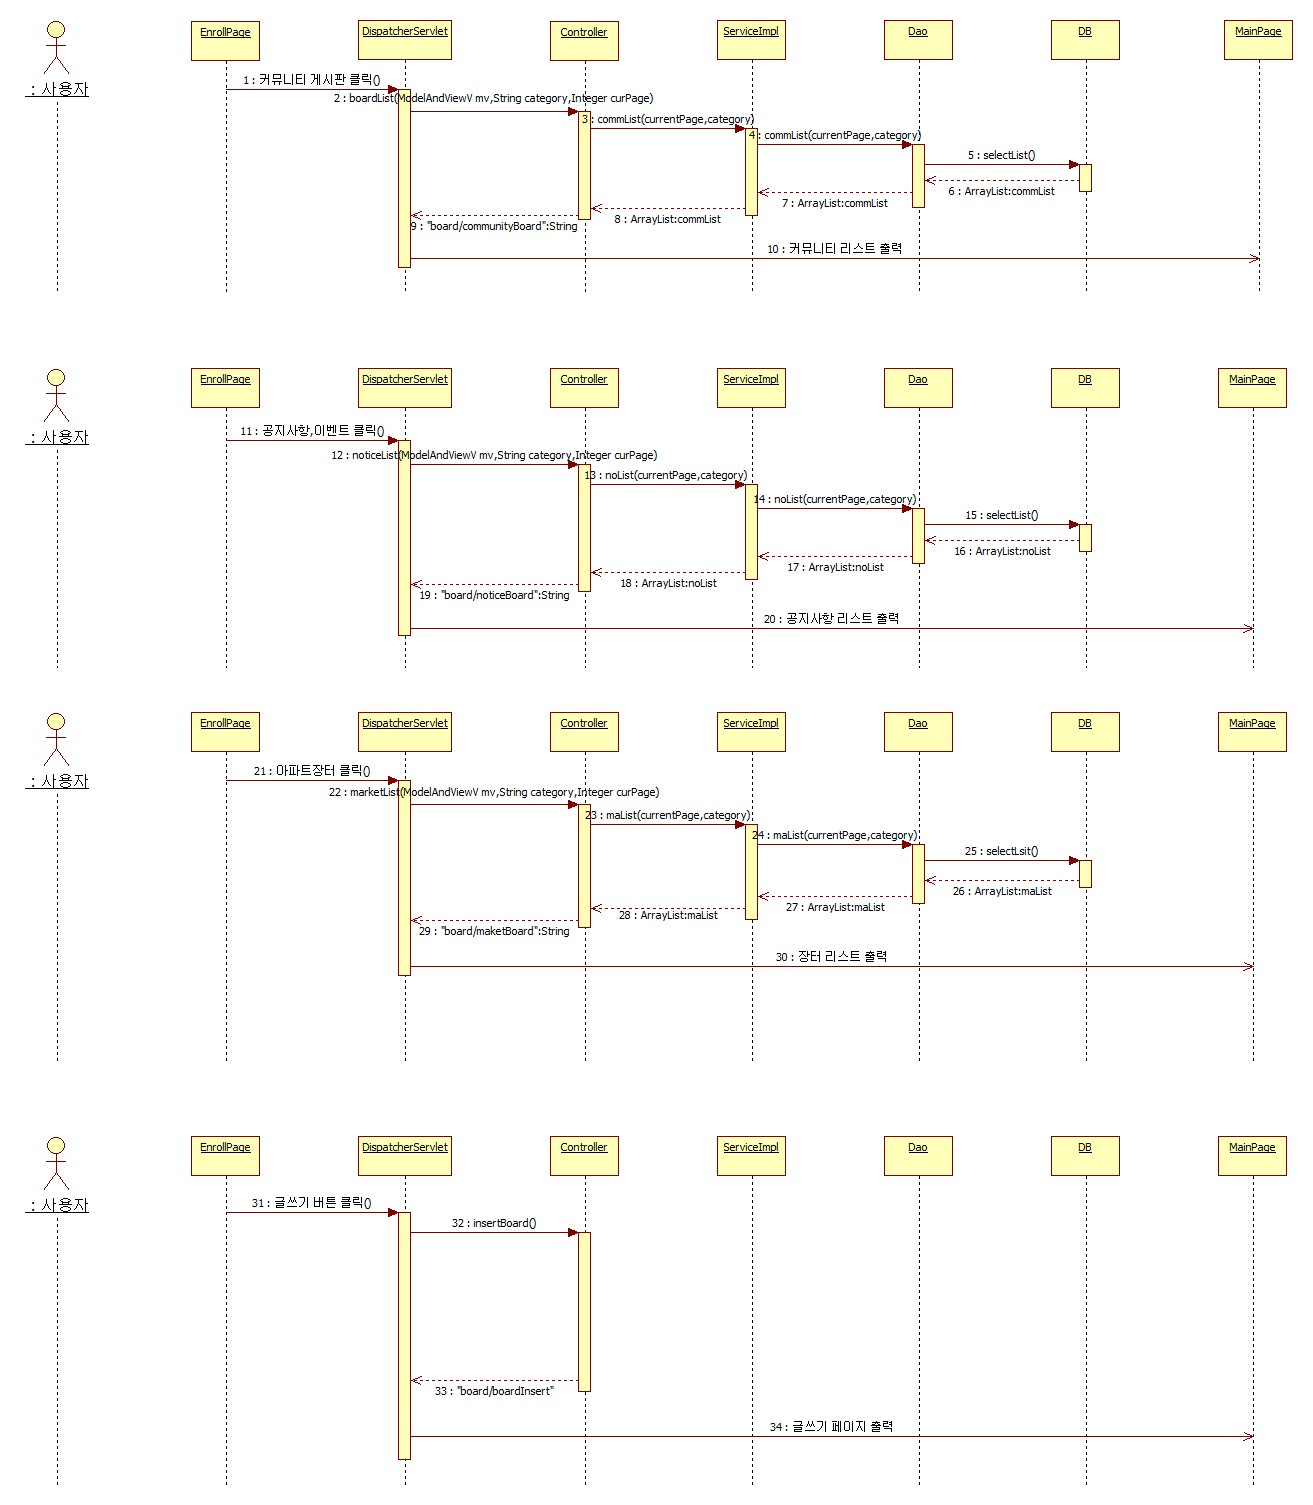 EnrollPage DispatcherServlet Controller ServiceImpl Dao DB MainPage
: 사용자
1 : 커뮤니티 게시판 클릭()
2 : boardList(ModelAndViewV mv,String category,Integer curPage)
3 : commList(currentPage,category)
4 : commList(currentPage,category)
5 : selectList()
6 : ArrayList:commList
7 : ArrayList:commList
8 : ArrayList:commList
9 : "board/communityBoard":String
10 : 커뮤니티 리스트 출력
EnrollPage DispatcherServlet Controller ServiceImpl Dao DB MainPage
: 사용자
11 : 공지사항,이벤트 클릭()
12 : noticeList(ModelAndViewV mv,String category,Integer curPage)
13 : noList(currentPage,category)
14 : noList(currentPage,category)
15 : selectList()
16 : ArrayList:noList
17 : ArrayList:noList
18 : ArrayList:noList
19 : "board/noticeBoard":String
20 : 공지사항 리스트 출력
EnrollPage DispatcherServlet Controller ServiceImpl Dao DB MainPage
: 사용자
21 : 아파트장터 클릭()
22 : marketList(ModelAndViewV mv,String category,Integer curPage)
23 : maList(currentPage,category)
24 : maList(currentPage,category)
25 : selectLsit()
26 : ArrayList:maList
27 : ArrayList:maList
28 : ArrayList:maList
29 : "board/maketBoard":String
30 : 장터 리스트 출력
EnrollPage DispatcherServlet Controller ServiceImpl Dao DB MainPage
: 사용자
31 : 글쓰기 버튼 클릭()
32 : insertBoard()
33 : "board/boardInsert"
34 : 글쓰기 페이지 출력